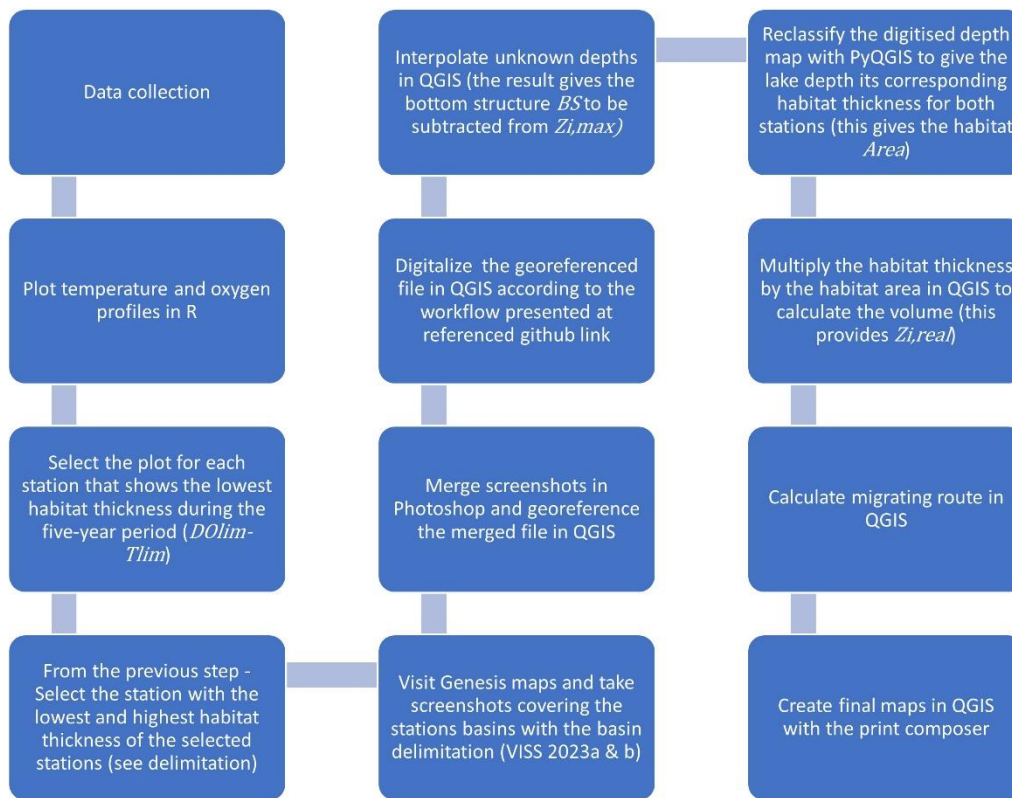 Data collection
Plot temperature and oxygen
profiles in R
Select the plot for each
station that shows the lowest
habitat thickness during the
five-year period (DOlim-
Tlim)
From the previous step -
Select the station with the
lowest and highest habitat
thickness of the selected
stations (see delimitation)
Visit Genesis maps and take
screenshots covering the
stations basins with the basin
delimitation (VISS 2023a & b)
Merge screenshots in
Photoshop and georeference
the merged file in QGIS
Digitalize the georeferenced
file in QGIS according to the
workflow presented at
referenced github link
Interpolate unknown depths
in QGIS (the result gives the
bottom structure BS to be
subtracted from Zi,max)
Reclassify the digitised depth
map with PyQGIS to give the
lake depth its corresponding
habitat thickness for both
stations (this gives the habitat
Area)
Multiply the habitat thickness
by the habitat area in QGIS to
calculate the volume (this
provides Zi,real)
Calculate migrating route in
QGIS
Create final maps in QGIS
with the print composer